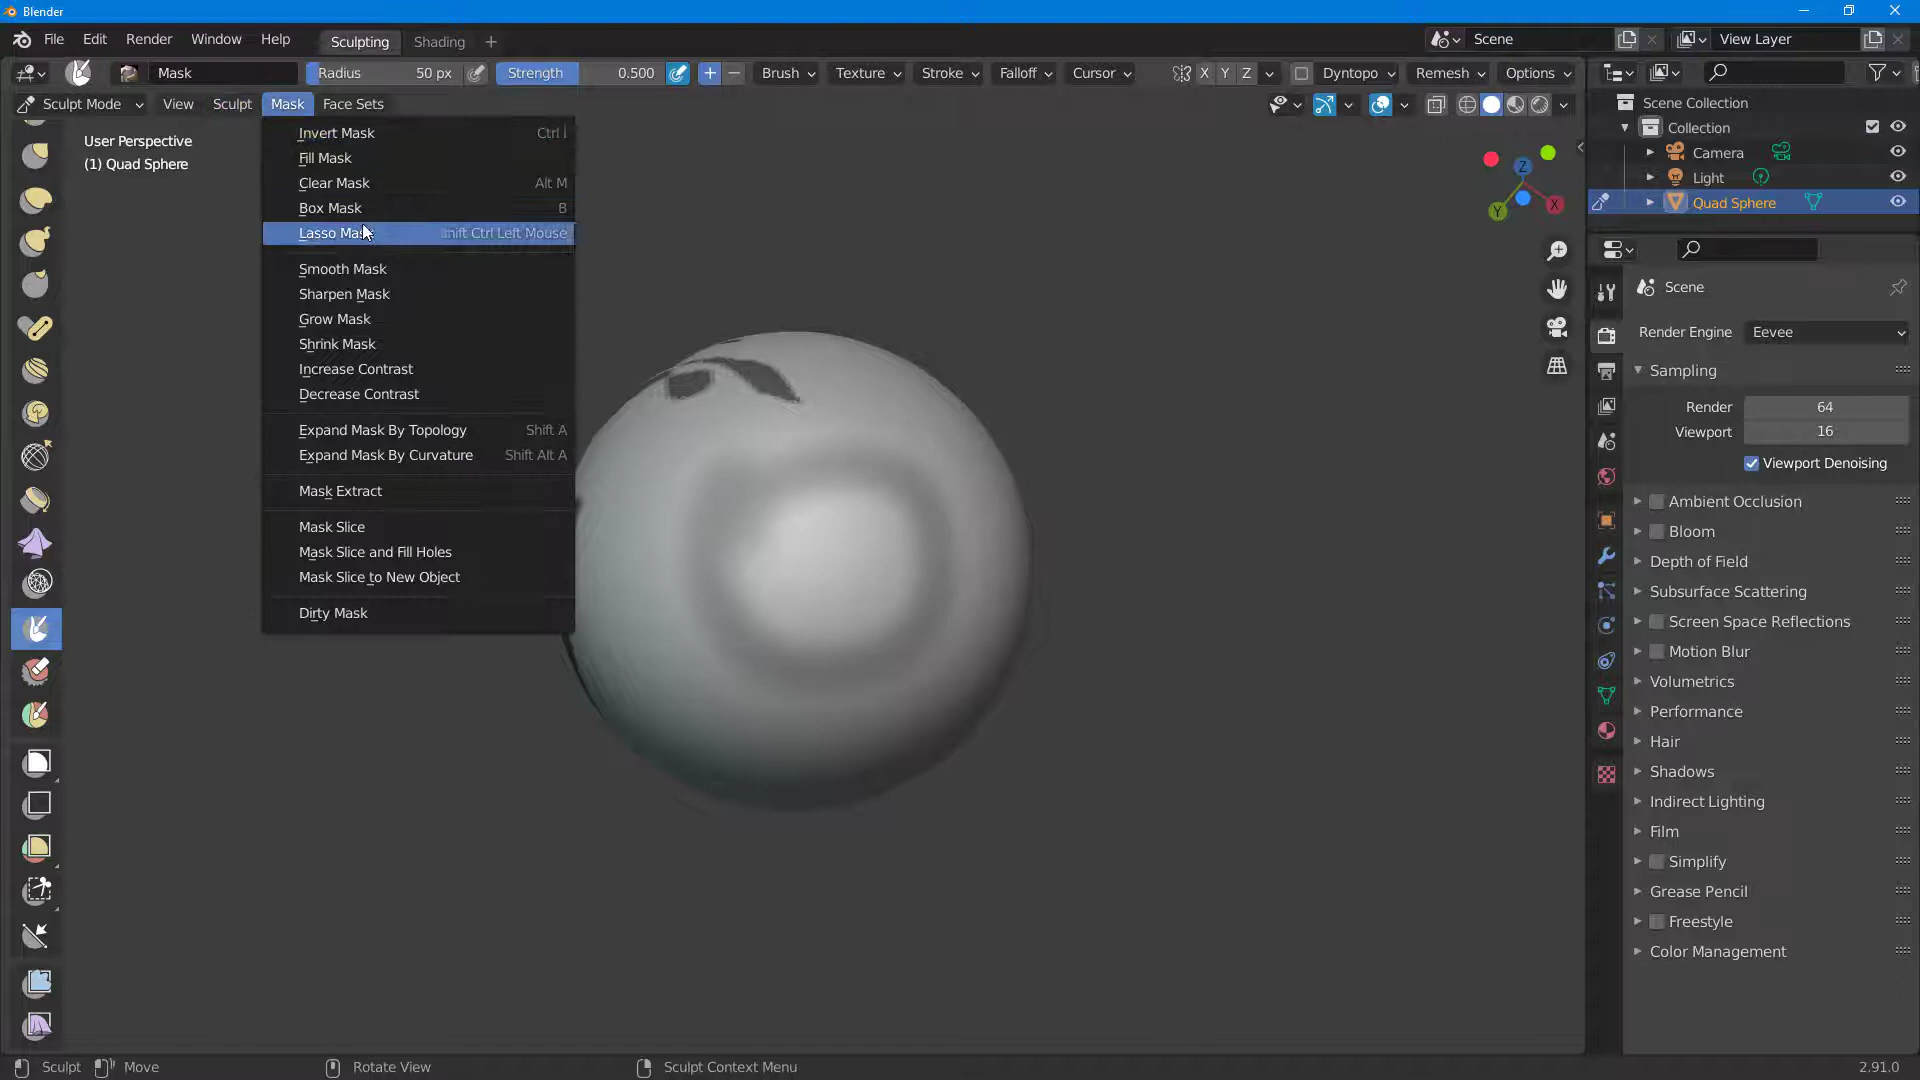 Blender
File Edit Render Window Help Sculpting Shading + Scene View Layer
Mask Radius 50 px Strength 0.500 + − Brush Texture Stroke Falloff Cursor X Y Z Dyntopo Remesh Options
Sculpt Mode View Sculpt Mask Face Sets
User Perspective
(1) Quad Sphere
Invert Mask Ctrl I
Fill Mask
Clear Mask Alt M
Box Mask B
Lasso Mask Shift Ctrl Left Mouse
Smooth Mask
Sharpen Mask
Grow Mask
Shrink Mask
Increase Contrast
Decrease Contrast
Expand Mask By Topology Shift A
Expand Mask By Curvature Shift Alt A
Mask Extract
Mask Slice
Mask Slice and Fill Holes
Mask Slice to New Object
Dirty Mask
Z
Y X
Scene Collection
Collection
Camera
Light
Quad Sphere
Scene
Render Engine Eevee
Sampling
Render 64
Viewport 16
Viewport Denoising
Ambient Occlusion
Bloom
Depth of Field
Subsurface Scattering
Screen Space Reflections
Motion Blur
Volumetrics
Performance
Hair
Shadows
Indirect Lighting
Film
Simplify
Grease Pencil
Freestyle
Color Management
Sculpt Move Rotate View Sculpt Context Menu 2.91.0